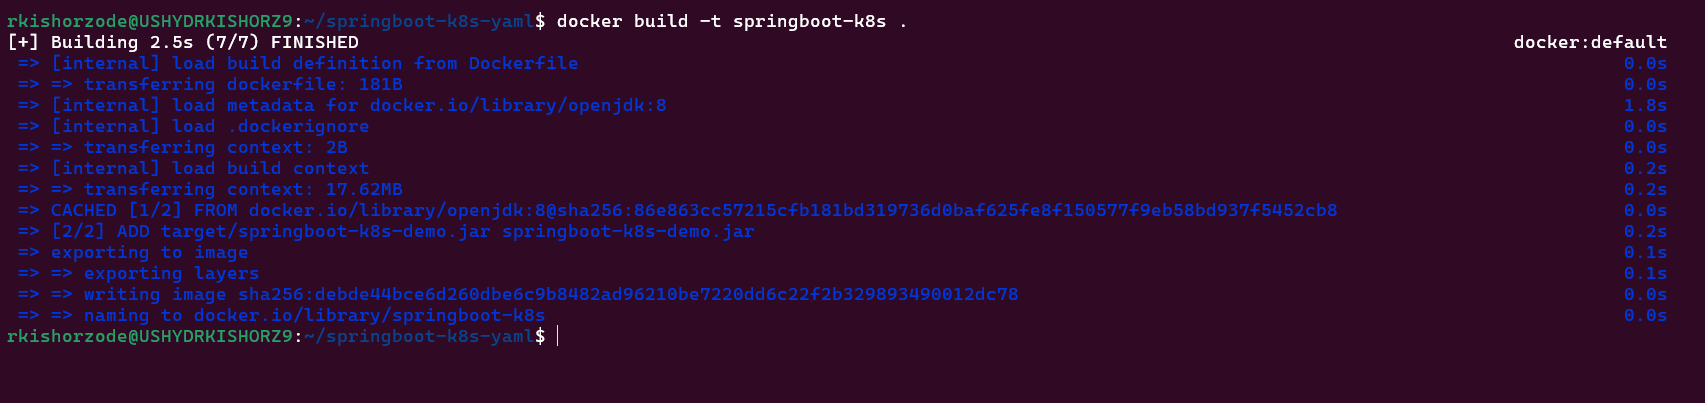 rkishorzode@USHYDRKISHORZ9:~/springboot-k8s-yaml$ docker build -t springboot-k8s .
[+] Building 2.5s (7/7) FINISHED docker:default
=> [internal] load build definition from Dockerfile 0.0s
=> => transferring dockerfile: 181B 0.0s
=> [internal] load metadata for docker.io/library/openjdk:8 1.8s
=> [internal] load .dockerignore 0.0s
=> => transferring context: 2B 0.0s
=> [internal] load build context 0.2s
=> => transferring context: 17.62MB 0.2s
=> CACHED [1/2] FROM docker.io/library/openjdk:8@sha256:86e863cc57215cfb181bd319736d0baf625fe8f150577f9eb58bd937f5452cb8 0.0s
=> [2/2] ADD target/springboot-k8s-demo.jar springboot-k8s-demo.jar 0.2s
=> exporting to image 0.1s
=> => exporting layers 0.1s
=> => writing image sha256:debde44bce6d260dbe6c9b8482ad96210be7220dd6c22f2b329893490012dc78 0.0s
=> => naming to docker.io/library/springboot-k8s 0.0s
rkishorzode@USHYDRKISHORZ9:~/springboot-k8s-yaml$